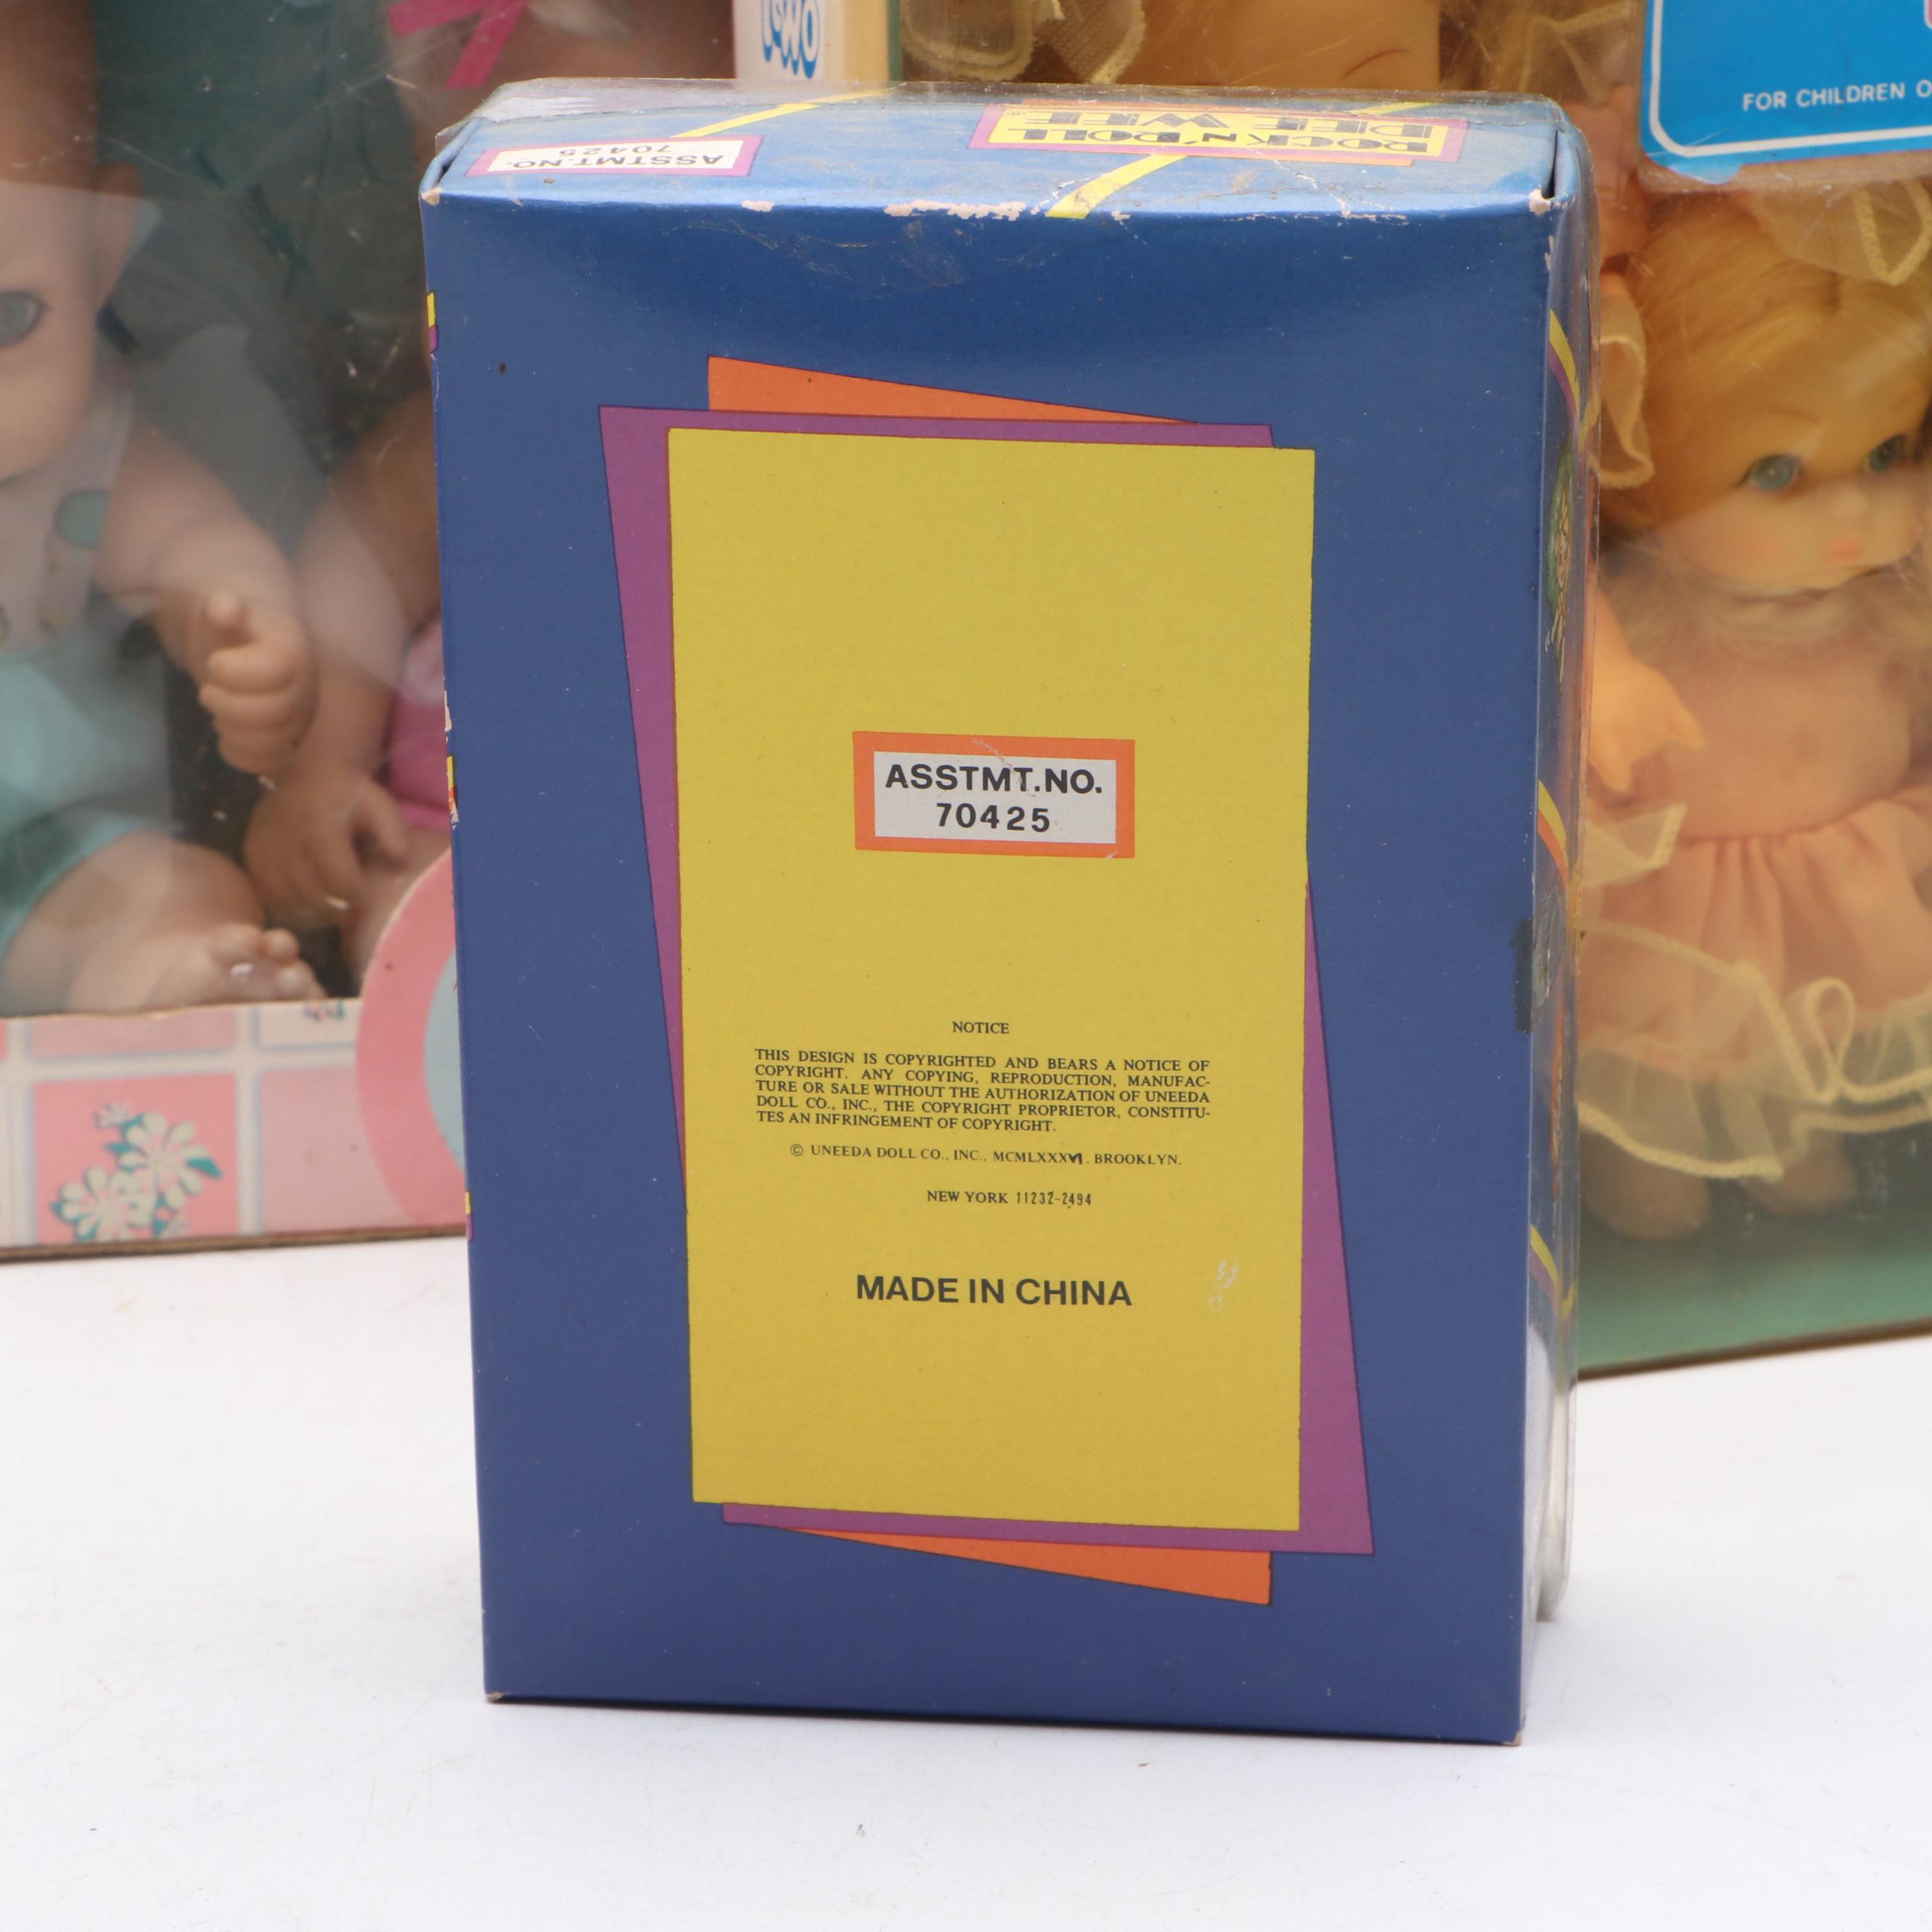 TWO
FOR CHILDREN O
ROCK N' DOLL
PEE WEE
ASSTMT.NO.
70425
ASSTMT.NO.
70425
NOTICE
THIS DESIGN IS COPYRIGHTED AND BEARS A NOTICE OF
COPYRIGHT. ANY COPYING, REPRODUCTION, MANUFAC-
TURE OR SALE WITHOUT THE AUTHORIZATION OF UNEEDA
DOLL CO., INC., THE COPYRIGHT PROPRIETOR, CONSTITU-
TES AN INFRINGEMENT OF COPYRIGHT.
© UNEEDA DOLL CO., INC., MCMLXXXVI. BROOKLYN,
NEW YORK 11232-2494
MADE IN CHINA